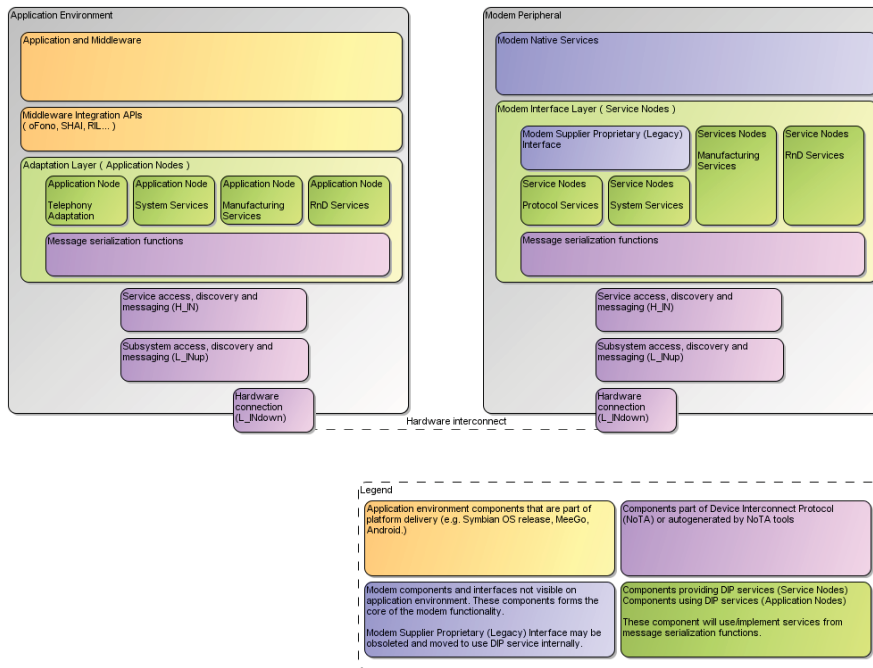 Application Environment
Application and Middleware
Middleware Integration APIs
( oFono, SHAI, RIL... )
Adaptation Layer ( Application Nodes )
Application Node
Telephony
Adaptation
Application Node
System Services
Application Node
Manufacturing
Services
Application Node
RnD Services
Message serialization functions
Service access, discovery and
messaging (H_IN)
Subsystem access, discovery and
messaging (L_INup)
Hardware
connection
(L_INdown)
Hardware interconnect
Modem Peripheral
Modem Native Services
Modem Interface Layer ( Service Nodes )
Modem Supplier Proprietary (Legacy)
Interface
Services Nodes
Manufacturing
Services
Service Nodes
RnD Services
Service Nodes
Protocol Services
Service Nodes
System Services
Message serialization functions
Service access, discovery and
messaging (H_IN)
Subsystem access, discovery and
messaging (L_INup)
Hardware
connection
(L_INdown)
Legend
Application environment components that are part of
platform delivery (e.g. Symbian OS release, MeeGo,
Android.)
Components part of Device Interconnect Protocol
(NoTA) or autogenerated by NoTA tools
Modem components and interfaces not visible on
application environment. These components forms the
core of the modem functionality.
Modem Supplier Proprietary (Legacy) Interface may be
obsoleted and moved to use DIP service internally.
Components providing DIP services (Service Nodes)
Components using DIP services (Application Nodes)
These component will use/implement services from
message serialization functions.